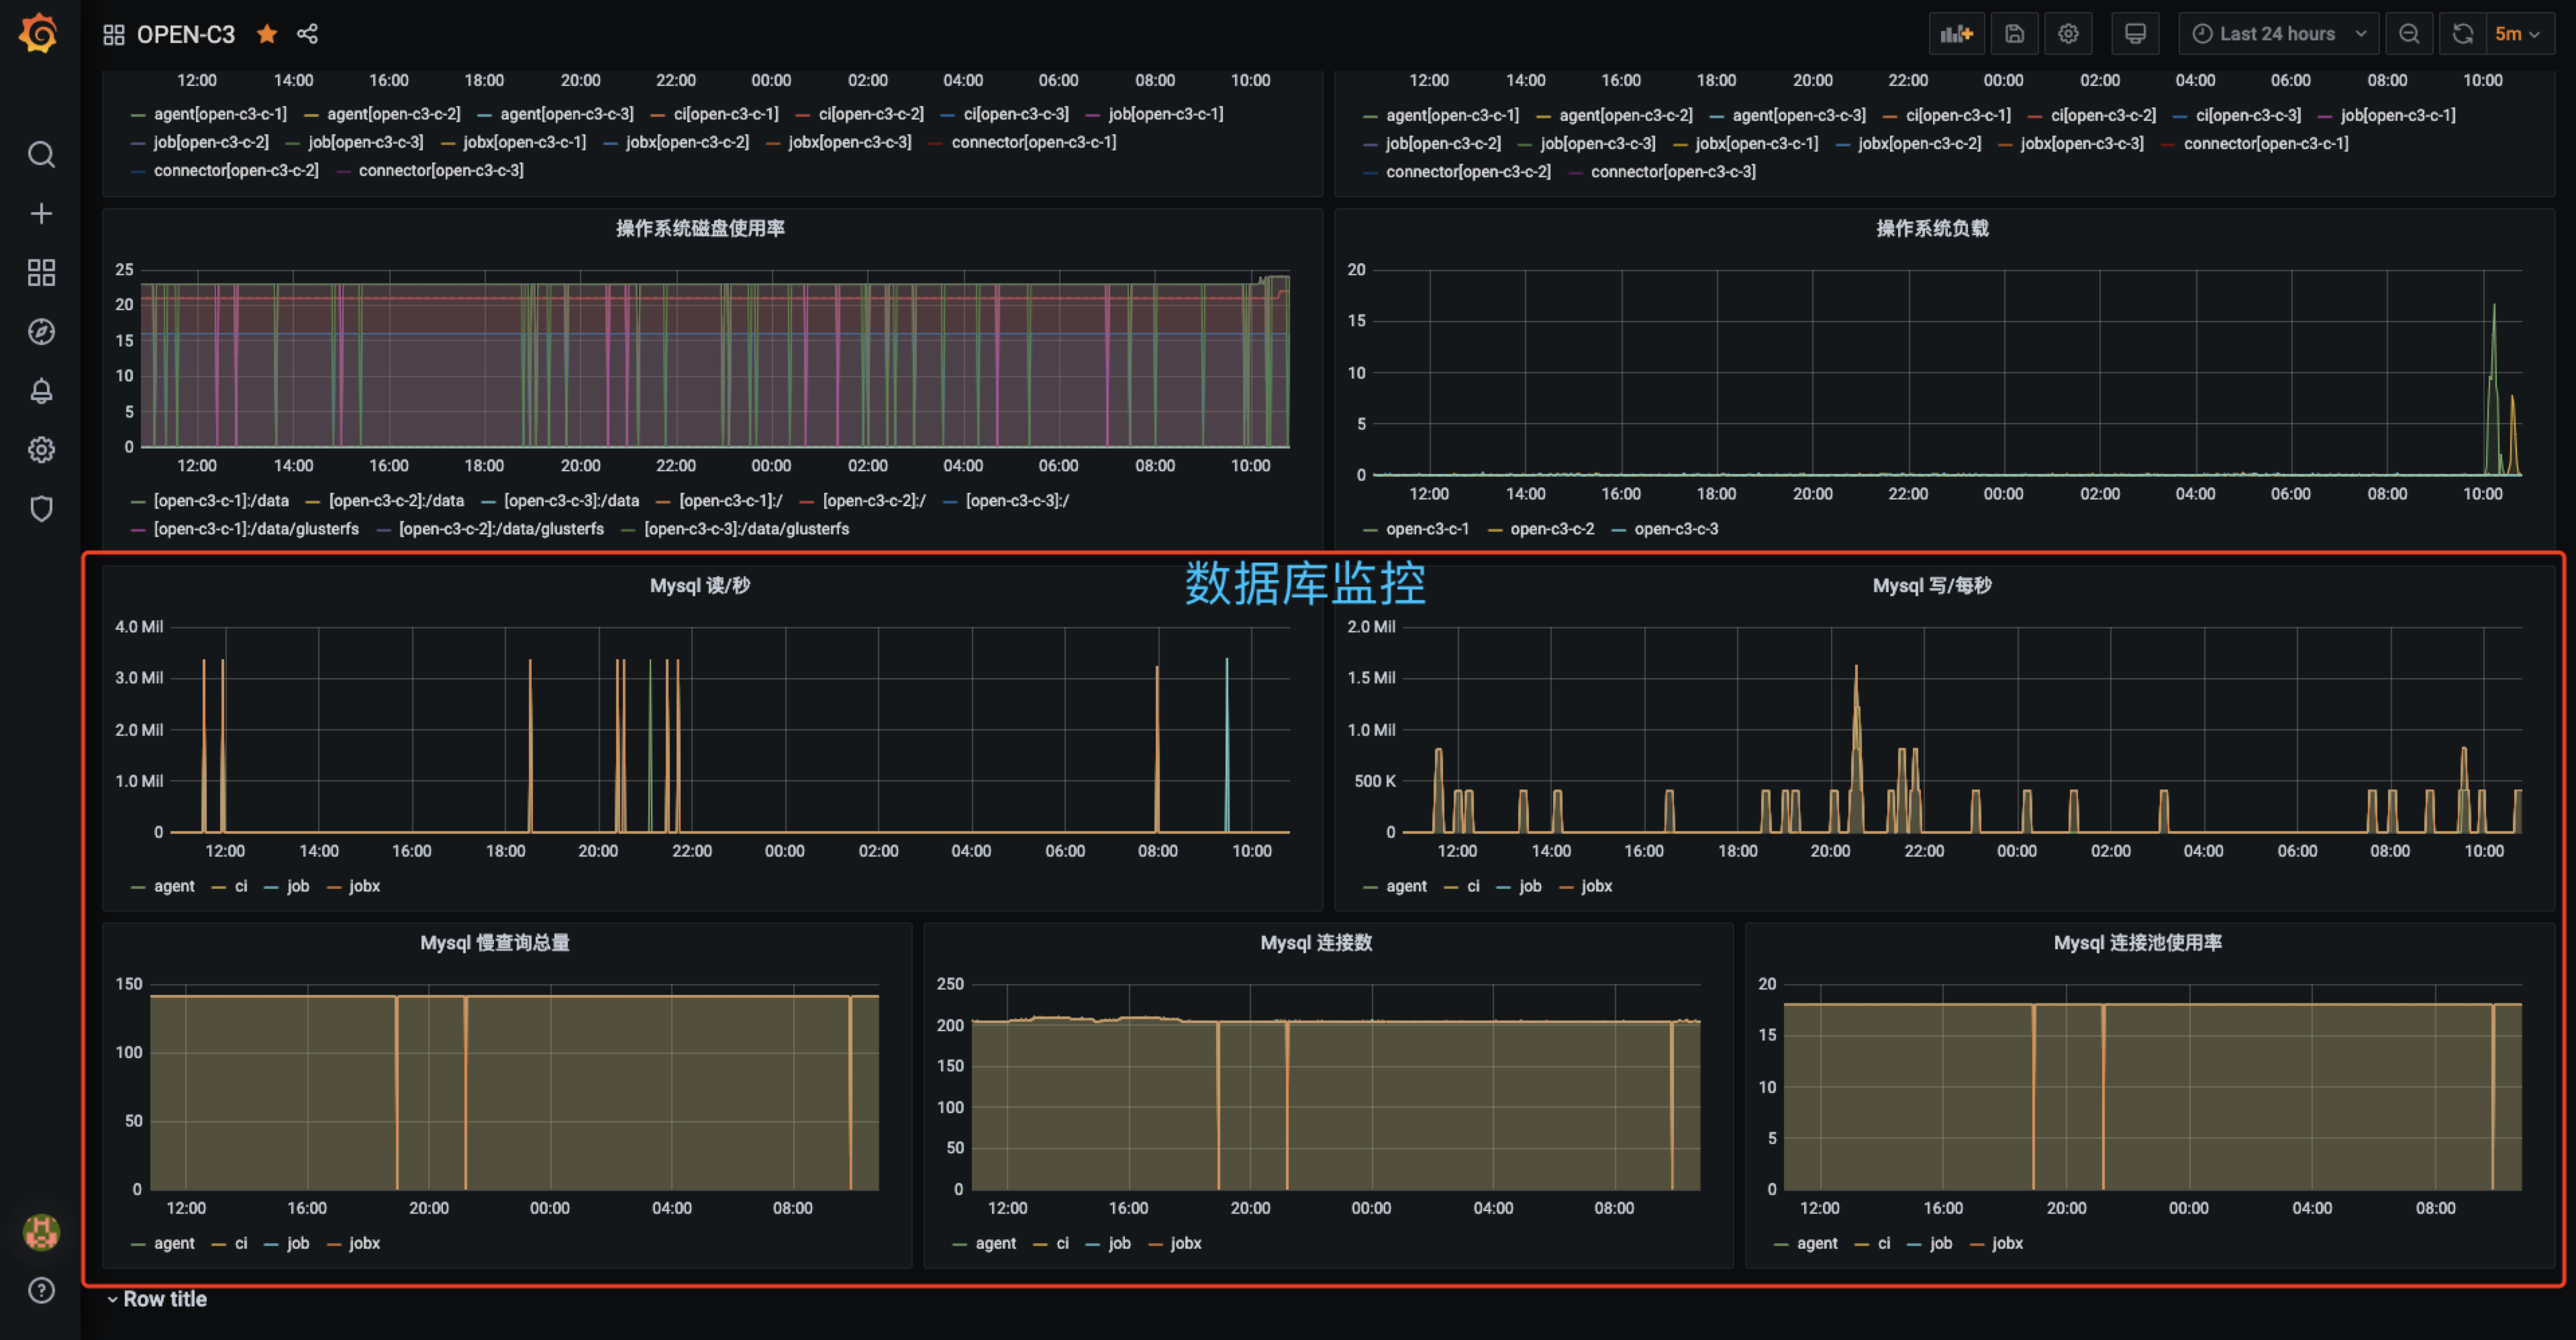 OPEN-C3
Last 24 hours
5m
12:00 14:00 16:00 18:00 20:00 22:00 00:00 02:00 04:00 06:00 08:00 10:00
agent[open-c3-c-1] agent[open-c3-c-2] agent[open-c3-c-3] ci[open-c3-c-1] ci[open-c3-c-2] ci[open-c3-c-3] job[open-c3-c-1]
job[open-c3-c-2] job[open-c3-c-3] jobx[open-c3-c-1] jobx[open-c3-c-2] jobx[open-c3-c-3] connector[open-c3-c-1]
connector[open-c3-c-2] connector[open-c3-c-3]
12:00 14:00 16:00 18:00 20:00 22:00 00:00 02:00 04:00 06:00 08:00 10:00
agent[open-c3-c-1] agent[open-c3-c-2] agent[open-c3-c-3] ci[open-c3-c-1] ci[open-c3-c-2] ci[open-c3-c-3] job[open-c3-c-1]
job[open-c3-c-2] job[open-c3-c-3] jobx[open-c3-c-1] jobx[open-c3-c-2] jobx[open-c3-c-3] connector[open-c3-c-1]
connector[open-c3-c-2] connector[open-c3-c-3]
操作系统磁盘使用率
25
20
15
10
5
0
12:00 14:00 16:00 18:00 20:00 22:00 00:00 02:00 04:00 06:00 08:00 10:00
[open-c3-c-1]:/data [open-c3-c-2]:/data [open-c3-c-3]:/data [open-c3-c-1]:/ [open-c3-c-2]:/ [open-c3-c-3]:/
[open-c3-c-1]:/data/glusterfs [open-c3-c-2]:/data/glusterfs [open-c3-c-3]:/data/glusterfs
操作系统负载
20
15
10
5
0
12:00 14:00 16:00 18:00 20:00 22:00 00:00 02:00 04:00 06:00 08:00 10:00
open-c3-c-1 open-c3-c-2 open-c3-c-3
数据库监控
Mysql 读/秒
4.0 Mil
3.0 Mil
2.0 Mil
1.0 Mil
0
12:00 14:00 16:00 18:00 20:00 22:00 00:00 02:00 04:00 06:00 08:00 10:00
agent ci job jobx
Mysql 写/每秒
2.0 Mil
1.5 Mil
1.0 Mil
500 K
0
12:00 14:00 16:00 18:00 20:00 22:00 00:00 02:00 04:00 06:00 08:00 10:00
agent ci job jobx
Mysql 慢查询总量
150
100
50
0
12:00 16:00 20:00 00:00 04:00 08:00
agent ci job jobx
Mysql 连接数
250
200
150
100
50
0
12:00 16:00 20:00 00:00 04:00 08:00
agent ci job jobx
Mysql 连接池使用率
20
15
10
5
0
12:00 16:00 20:00 00:00 04:00 08:00
agent ci job jobx
Row title